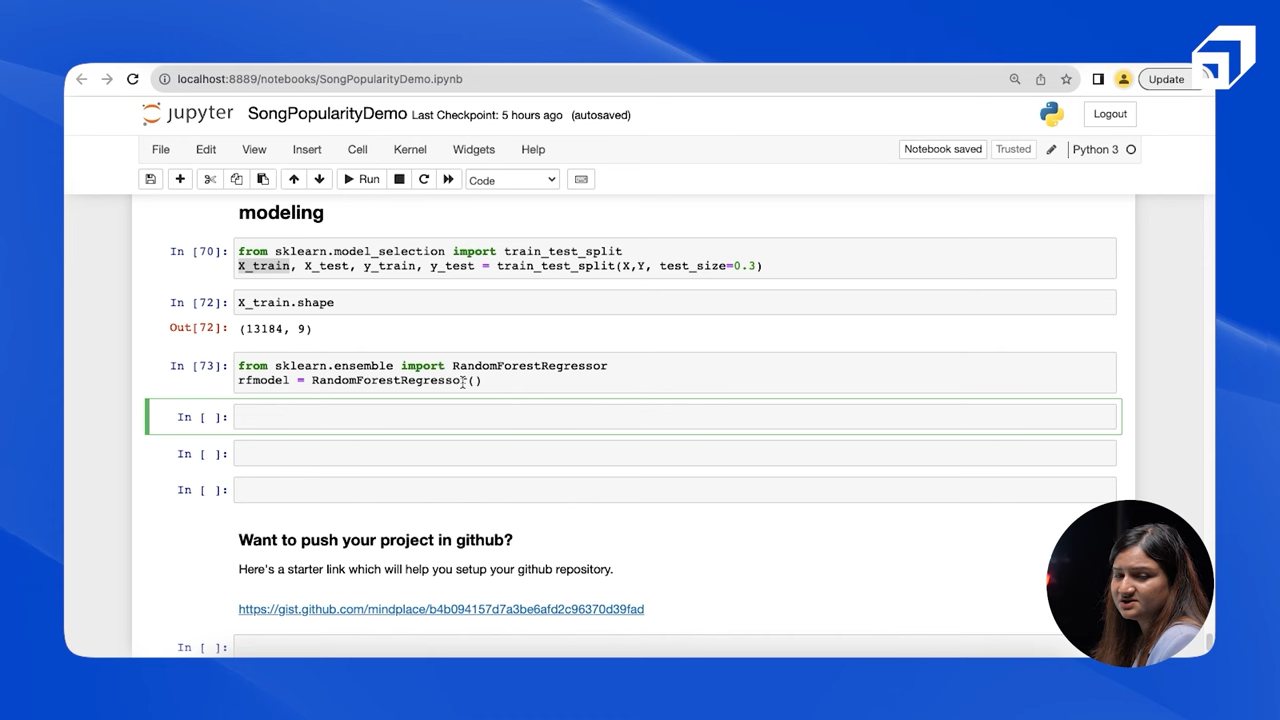 localhost:8889/notebooks/SongPopularityDemo.ipynb
Update
jupyter SongPopularityDemo Last Checkpoint: 5 hours ago (autosaved)
Logout
File Edit View Insert Cell Kernel Widgets Help
Notebook saved Trusted Python 3
Run Code
modeling
In [70]: from sklearn.model_selection import train_test_split
X_train, X_test, y_train, y_test = train_test_split(X,Y, test_size=0.3)
In [72]: X_train.shape
Out[72]: (13184, 9)
In [73]: from sklearn.ensemble import RandomForestRegressor
rfmodel = RandomForestRegressor()
In [ ]:
In [ ]:
In [ ]:
Want to push your project in github?
Here's a starter link which will help you setup your github repository.
https://gist.github.com/mindplace/b4b094157d7a3be6afd2c96370d39fad
In [ ]: